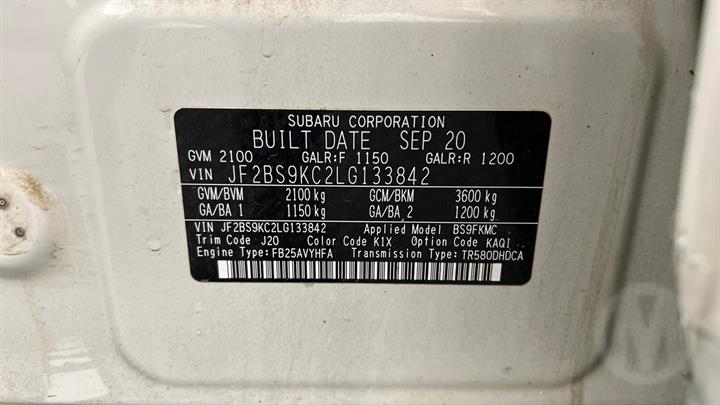 SUBARU CORPORATION
BUILT DATE SEP 20
GVM 2100 GALR:F 1150 GALR:R 1200
VIN JF2BS9KC2LG133842
GVM/BVM 2100 kg GCM/BKM 3600 kg
GA/BA 1 1150 kg GA/BA 2 1200 kg
VIN JF2BS9KC2LG133842 Applied Model BS9FKMC
Trim Code J20 Color Code K1X Option Code KAQI
Engine Type: FB25AVYHFA Transmission Type: TR580DHDCA
M